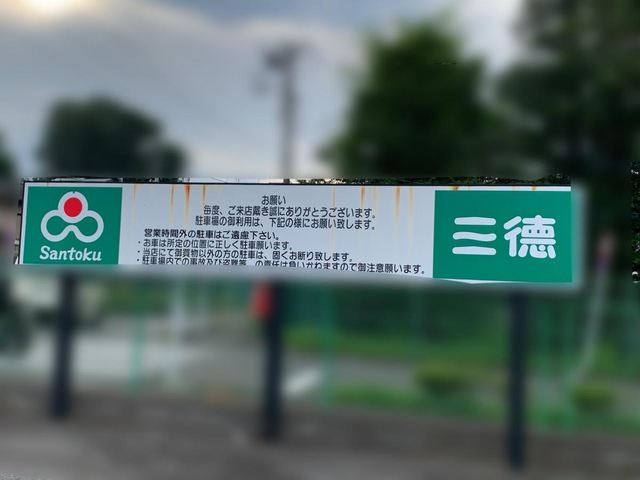 Santoku
お願い
毎度、ご来店戴き誠にありがとうございます。
駐車場の御利用は、下記の様にお願い致します。
営業時間外の駐車はご遠慮下さい。
・お車は所定の位置に正しく駐車願います。
・当店にて御買物以外の方の駐車は、固くお断り致します。
・駐車場内での事故及び盗難等、の責任は負いかねますので御注意願います。
三徳